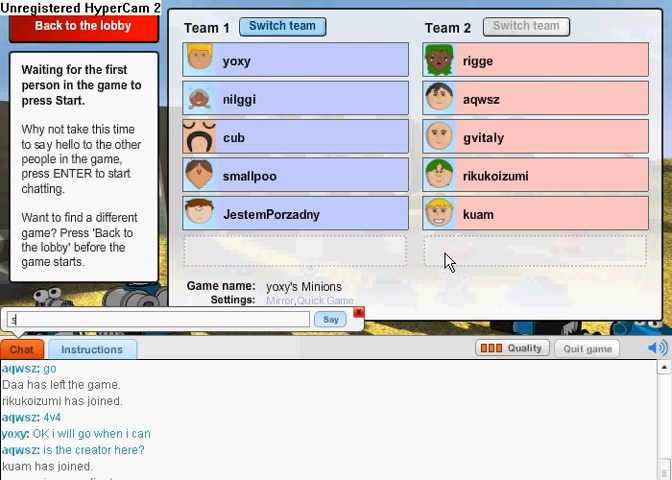 Unregistered HyperCam 2
Back to the lobby
Waiting for the first
person in the game to
press Start.
Why not take this time
to say hello to the other
people in the game,
press ENTER to start
chatting.
Want to find a different
game? Press 'Back to
the lobby' before the
game starts.
Team 1
Switch team
yoxy
nilggi
cub
smallpoo
JestemPorzadny
Team 2
Switch team
rigge
aqwsz
gvitaly
rikukoizumi
kuam
Game name: yoxy's Minions
Settings: Mirror,Quick Game
s
Say
Chat
Instructions
Quality
Quit game
aqwsz: go
Daa has left the game.
rikukoizumi has joined.
aqwsz: 4v4
yoxy: OK i will go when i can
aqwsz: is the creator here?
kuam has joined.